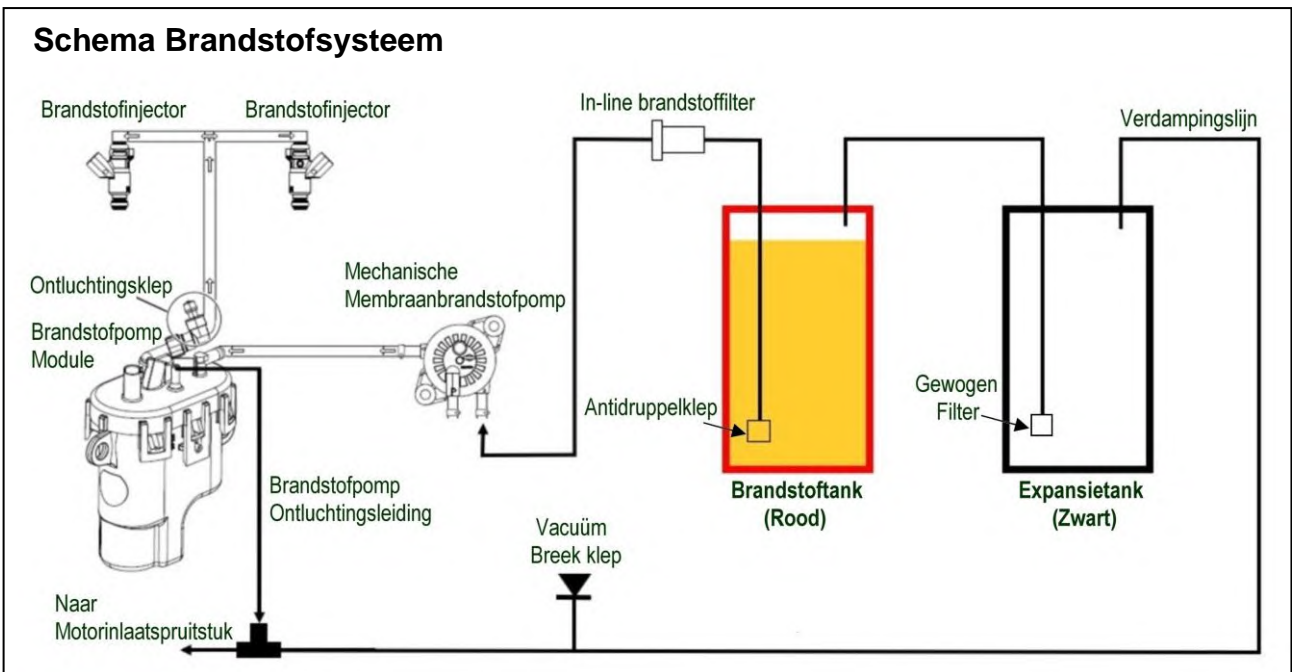 Schema Brandstofsysteem
Brandstofinjector
Brandstofinjector
In-line brandstoffilter
Verdampingslijn
Ontluchtingsklep
Mechanische
Membraanbrandstofpomp
Brandstofpomp
Module
Antidruppelklep
Gewogen
Filter
Brandstofpomp
Ontluchtingsleiding
Brandstoftank
(Rood)
Expansietank
(Zwart)
Vacuüm
Breek klep
Naar
Motorinlaatspruitstuk